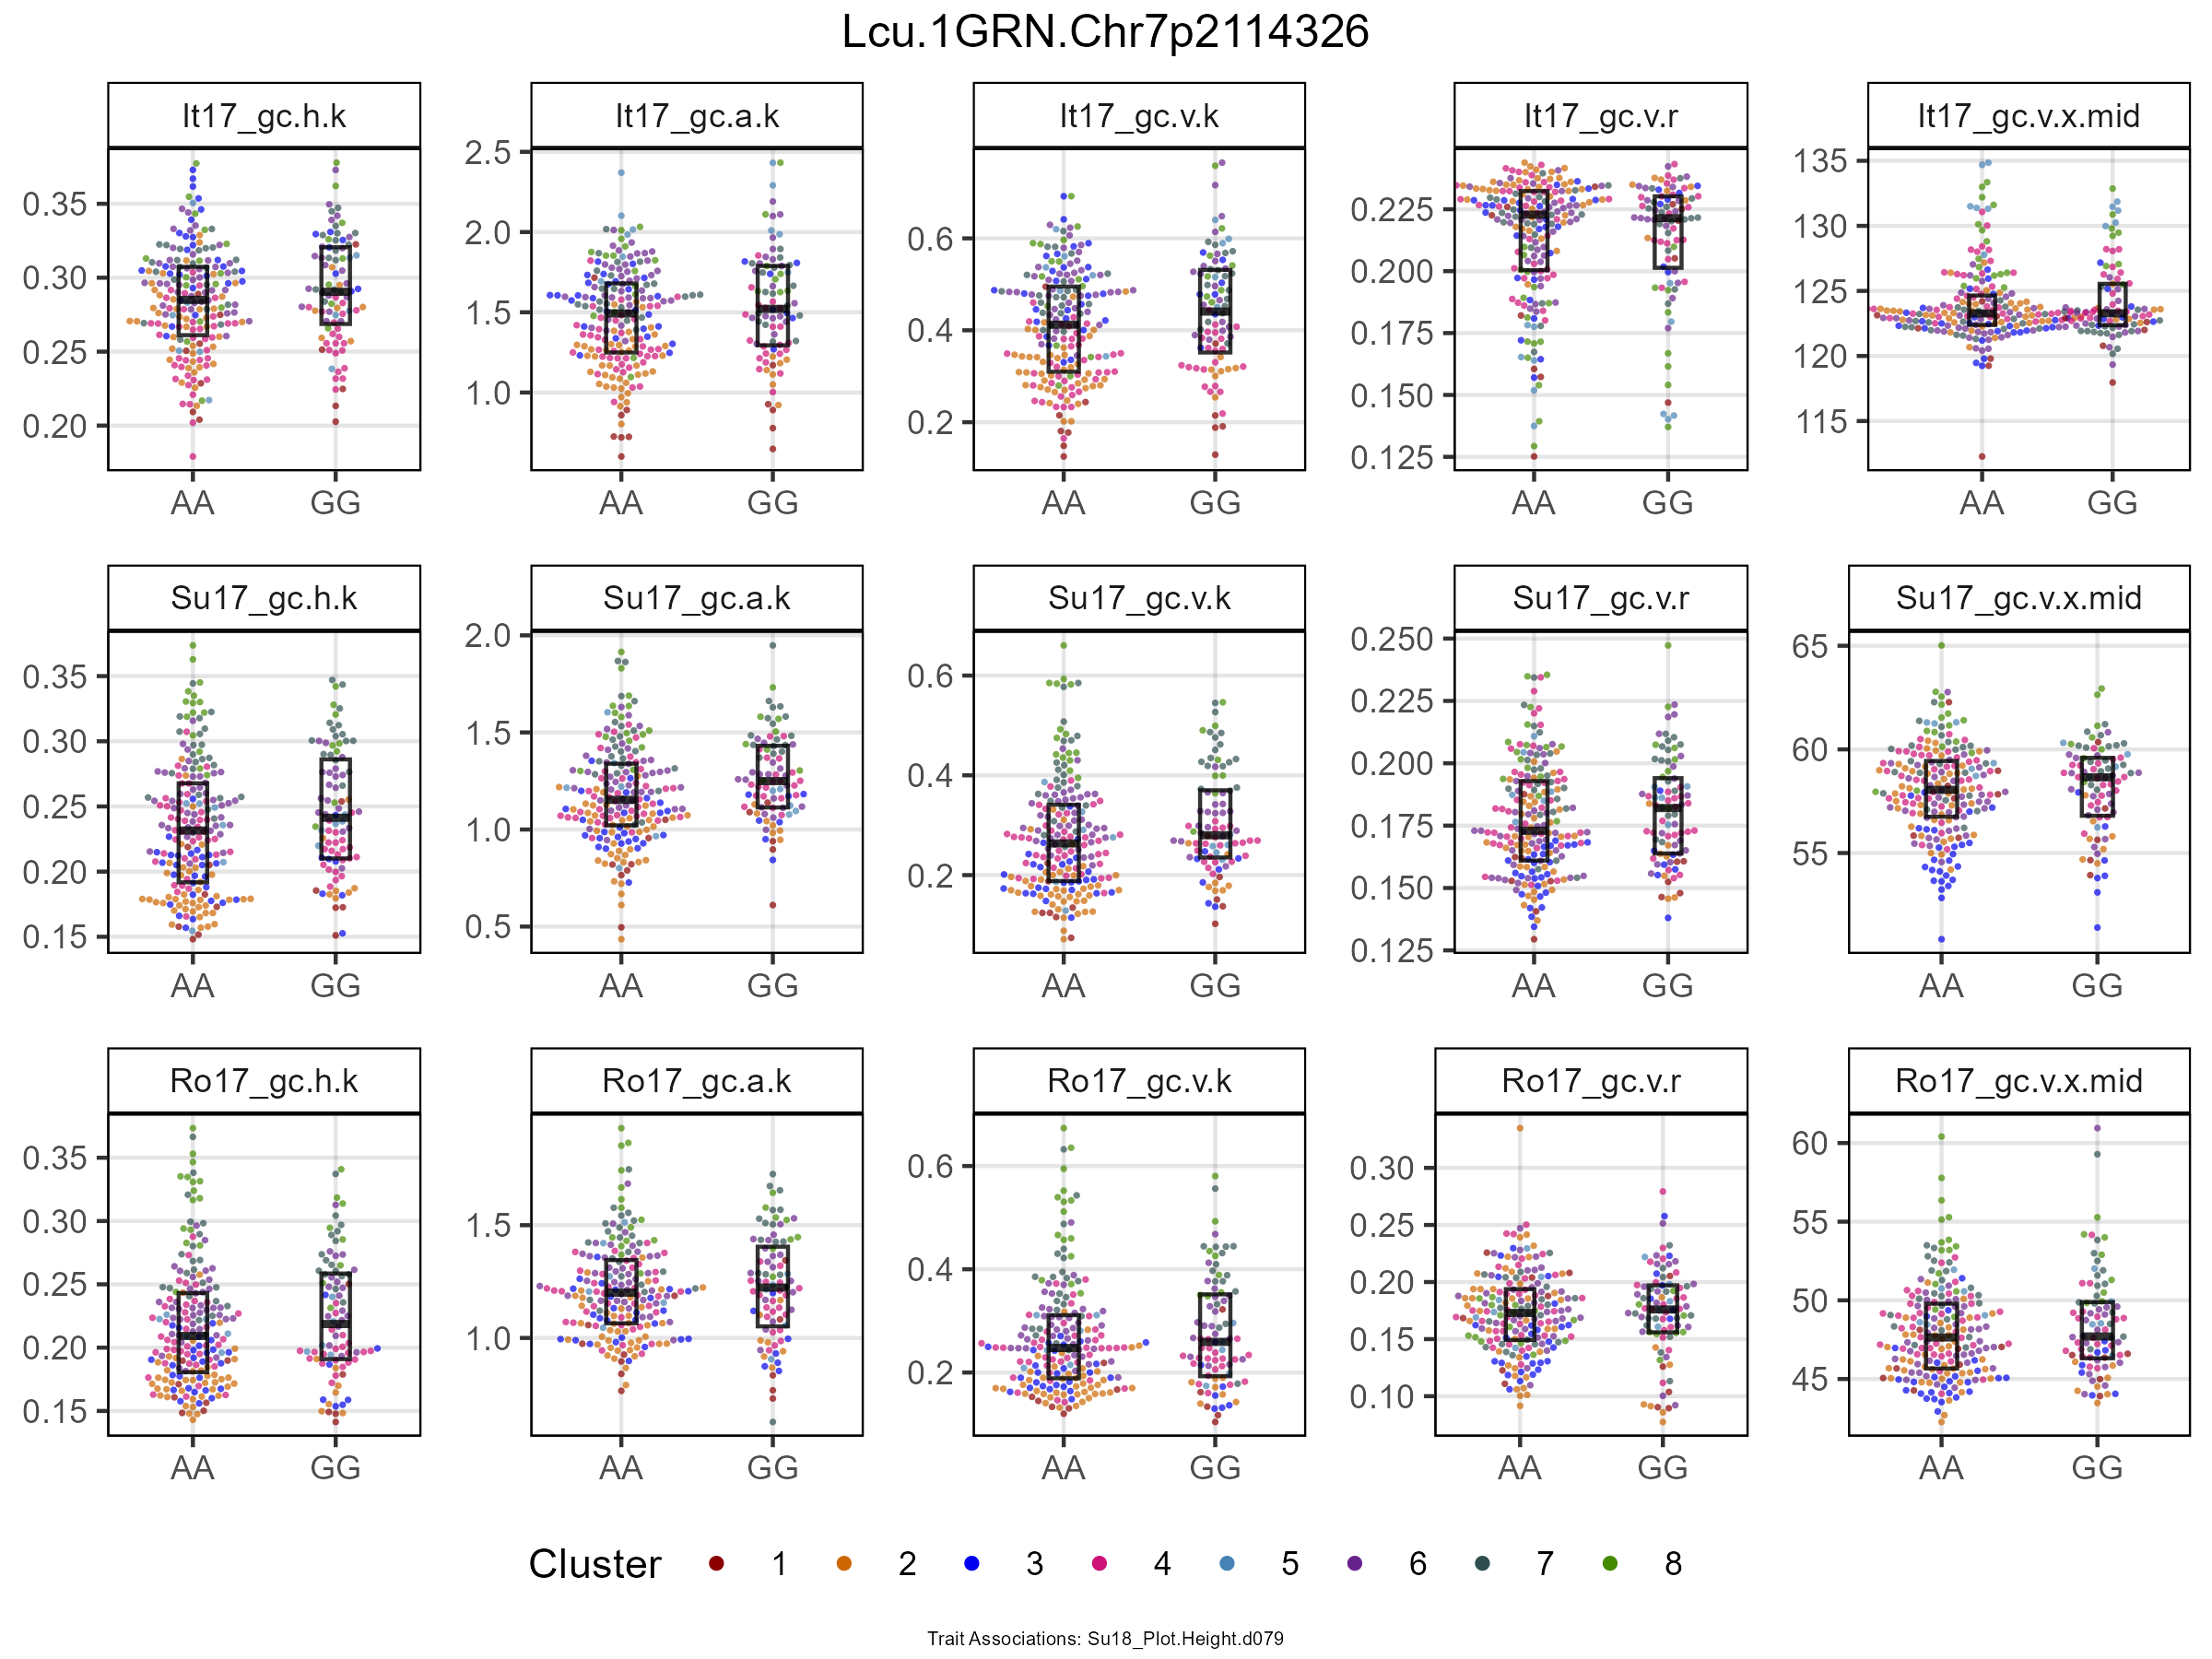 Lcu.1GRN.Chr7p2114326
It17_gc.h.k
It17_gc.a.k
It17_gc.v.k
It17_gc.v.r
It17_gc.v.x.mid
0.35
0.30
0.25
0.20
2.5
2.0
1.5
1.0
0.6
0.4
0.2
0.225
0.200
0.175
0.150
0.125
135
130
125
120
115
AA GG
AA GG
AA GG
AA GG
AA GG
Su17_gc.h.k
Su17_gc.a.k
Su17_gc.v.k
Su17_gc.v.r
Su17_gc.v.x.mid
0.35
0.30
0.25
0.20
0.15
2.0
1.5
1.0
0.5
0.6
0.4
0.2
0.250
0.225
0.200
0.175
0.150
0.125
65
60
55
AA GG
AA GG
AA GG
AA GG
AA GG
Ro17_gc.h.k
Ro17_gc.a.k
Ro17_gc.v.k
Ro17_gc.v.r
Ro17_gc.v.x.mid
0.35
0.30
0.25
0.20
0.15
1.5
1.0
0.6
0.4
0.2
0.30
0.25
0.20
0.15
0.10
60
55
50
45
AA GG
AA GG
AA GG
AA GG
AA GG
Cluster 1 2 3 4 5 6 7 8
Trait Associations: Su18_Plot.Height.d079